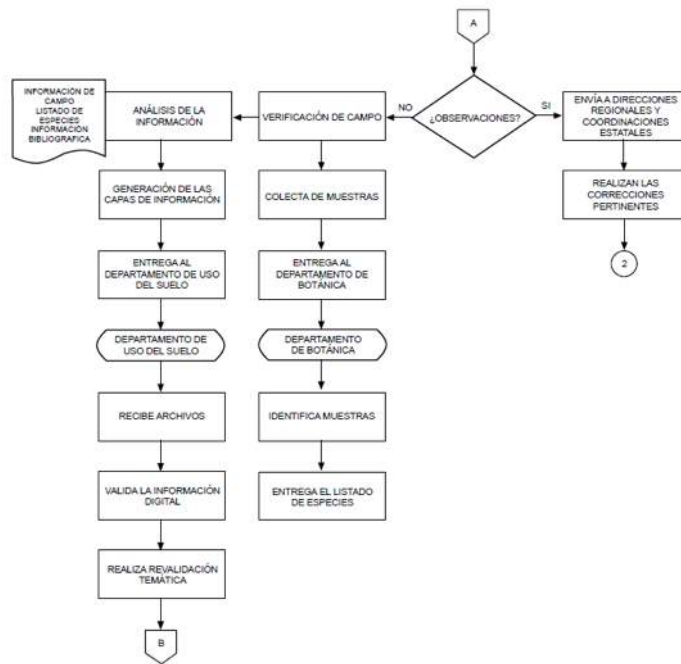 A
¿OBSERVACIONES?
NO
SI
INFORMACIÓN DE
CAMPO
LISTADO DE
ESPECIES
INFORMACIÓN
BIBLIOGRAFICA
ANÁLISIS DE LA
INFORMACIÓN
VERIFICACIÓN DE CAMPO
ENVÍA A DIRECCIONES
REGIONALES Y
COORDINACIONES
ESTATALES
GENERACIÓN DE LAS
CAPAS DE INFORMACIÓN
COLECTA DE MUESTRAS
REALIZAN LAS
CORRECCIONES
PERTINENTES
ENTREGA AL
DEPARTAMENTO DE USO
DEL SUELO
ENTREGA AL
DEPARTAMENTO DE
BOTÁNICA
2
DEPARTAMENTO DE
USO DEL SUELO
DEPARTAMENTO
DE BOTÁNICA
RECIBE ARCHIVOS
IDENTIFICA MUESTRAS
VALIDA LA INFORMACIÓN
DIGITAL
ENTREGA EL LISTADO
DE ESPECIES
REALIZA REVALIDACIÓN
TEMÁTICA
B